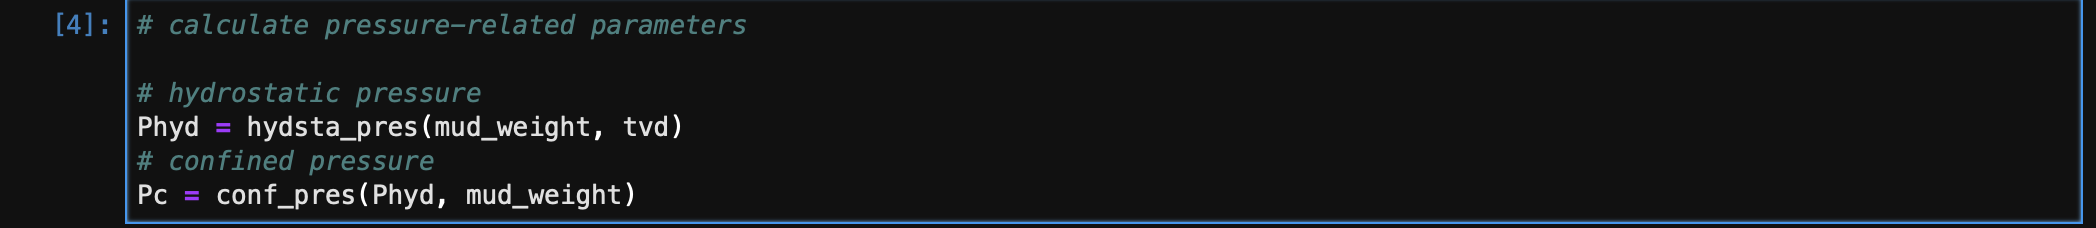 [4]: # calculate pressure-related parameters
# hydrostatic pressure
Phyd = hydsta_pres(mud_weight, tvd)
# confined pressure
Pc = conf_pres(Phyd, mud_weight)